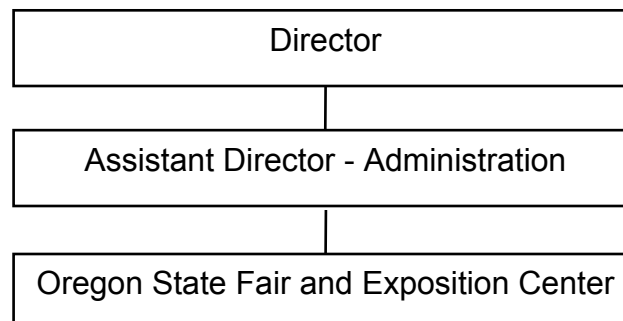 Director
Assistant Director - Administration
Oregon State Fair and Exposition Center